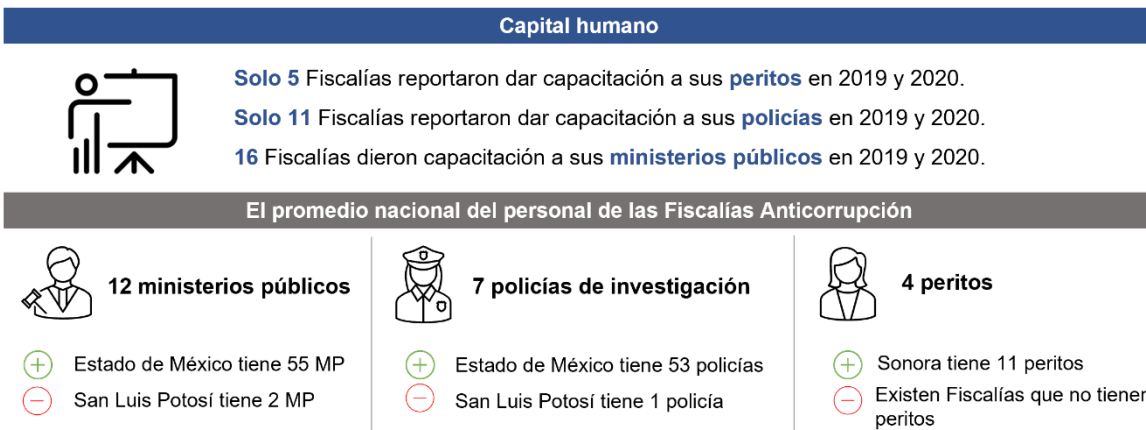 Capital humano
Solo 5 Fiscalías reportaron dar capacitación a sus peritos en 2019 y 2020.
Solo 11 Fiscalías reportaron dar capacitación a sus policías en 2019 y 2020.
16 Fiscalías dieron capacitación a sus ministerios públicos en 2019 y 2020.
El promedio nacional del personal de las Fiscalías Anticorrupción
12 ministerios públicos
Estado de México tiene 55 MP
San Luis Potosí tiene 2 MP
7 policías de investigación
Estado de México tiene 53 policías
San Luis Potosí tiene 1 policía
4 peritos
Sonora tiene 11 peritos
Existen Fiscalías que no tienen
peritos